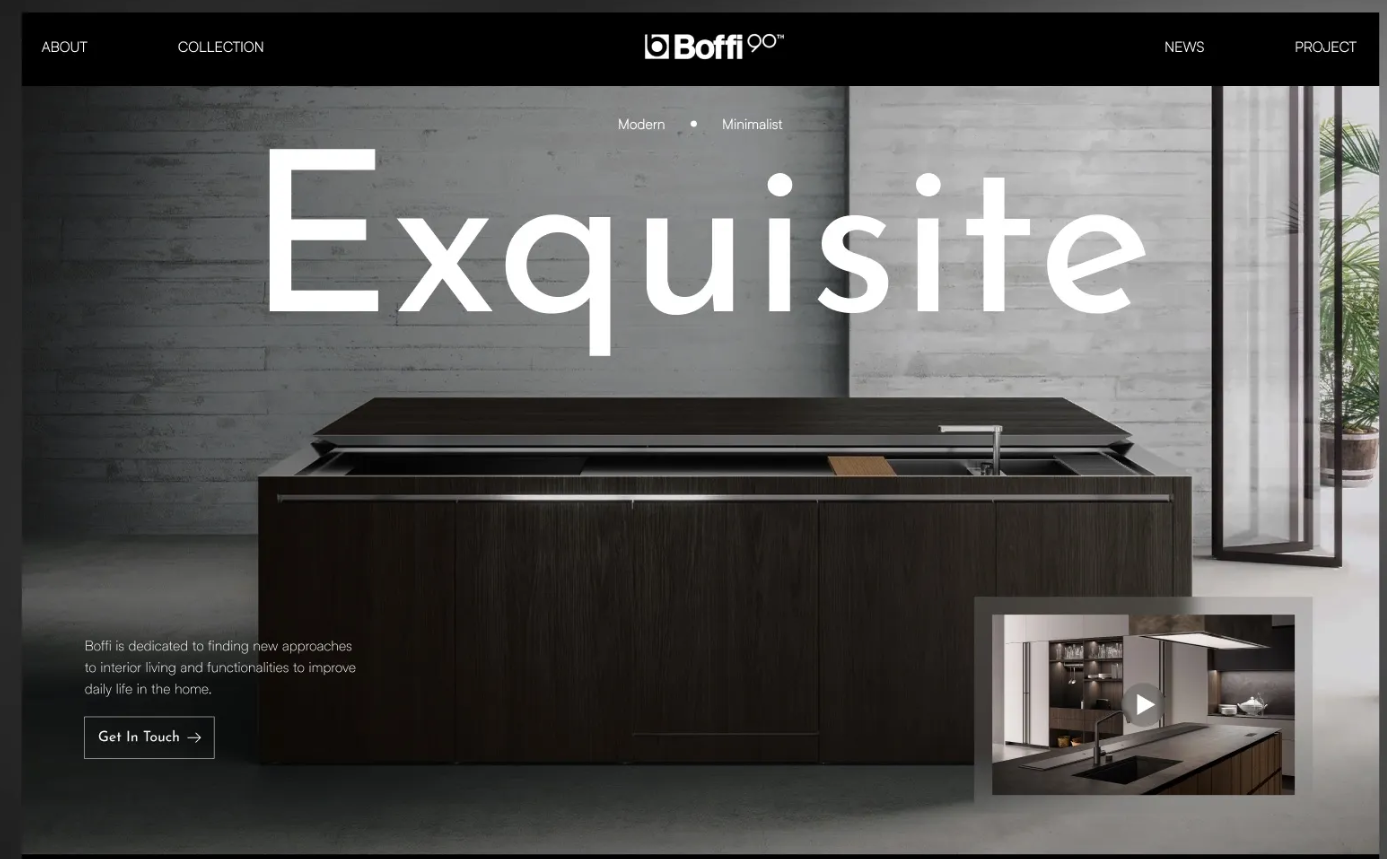 ABOUT
COLLECTION
Boffi 90™
NEWS
PROJECT
Modern • Minimalist
Exquisite
Boffi is dedicated to finding new approaches
to interior living and functionalities to improve
daily life in the home.
Get In Touch →